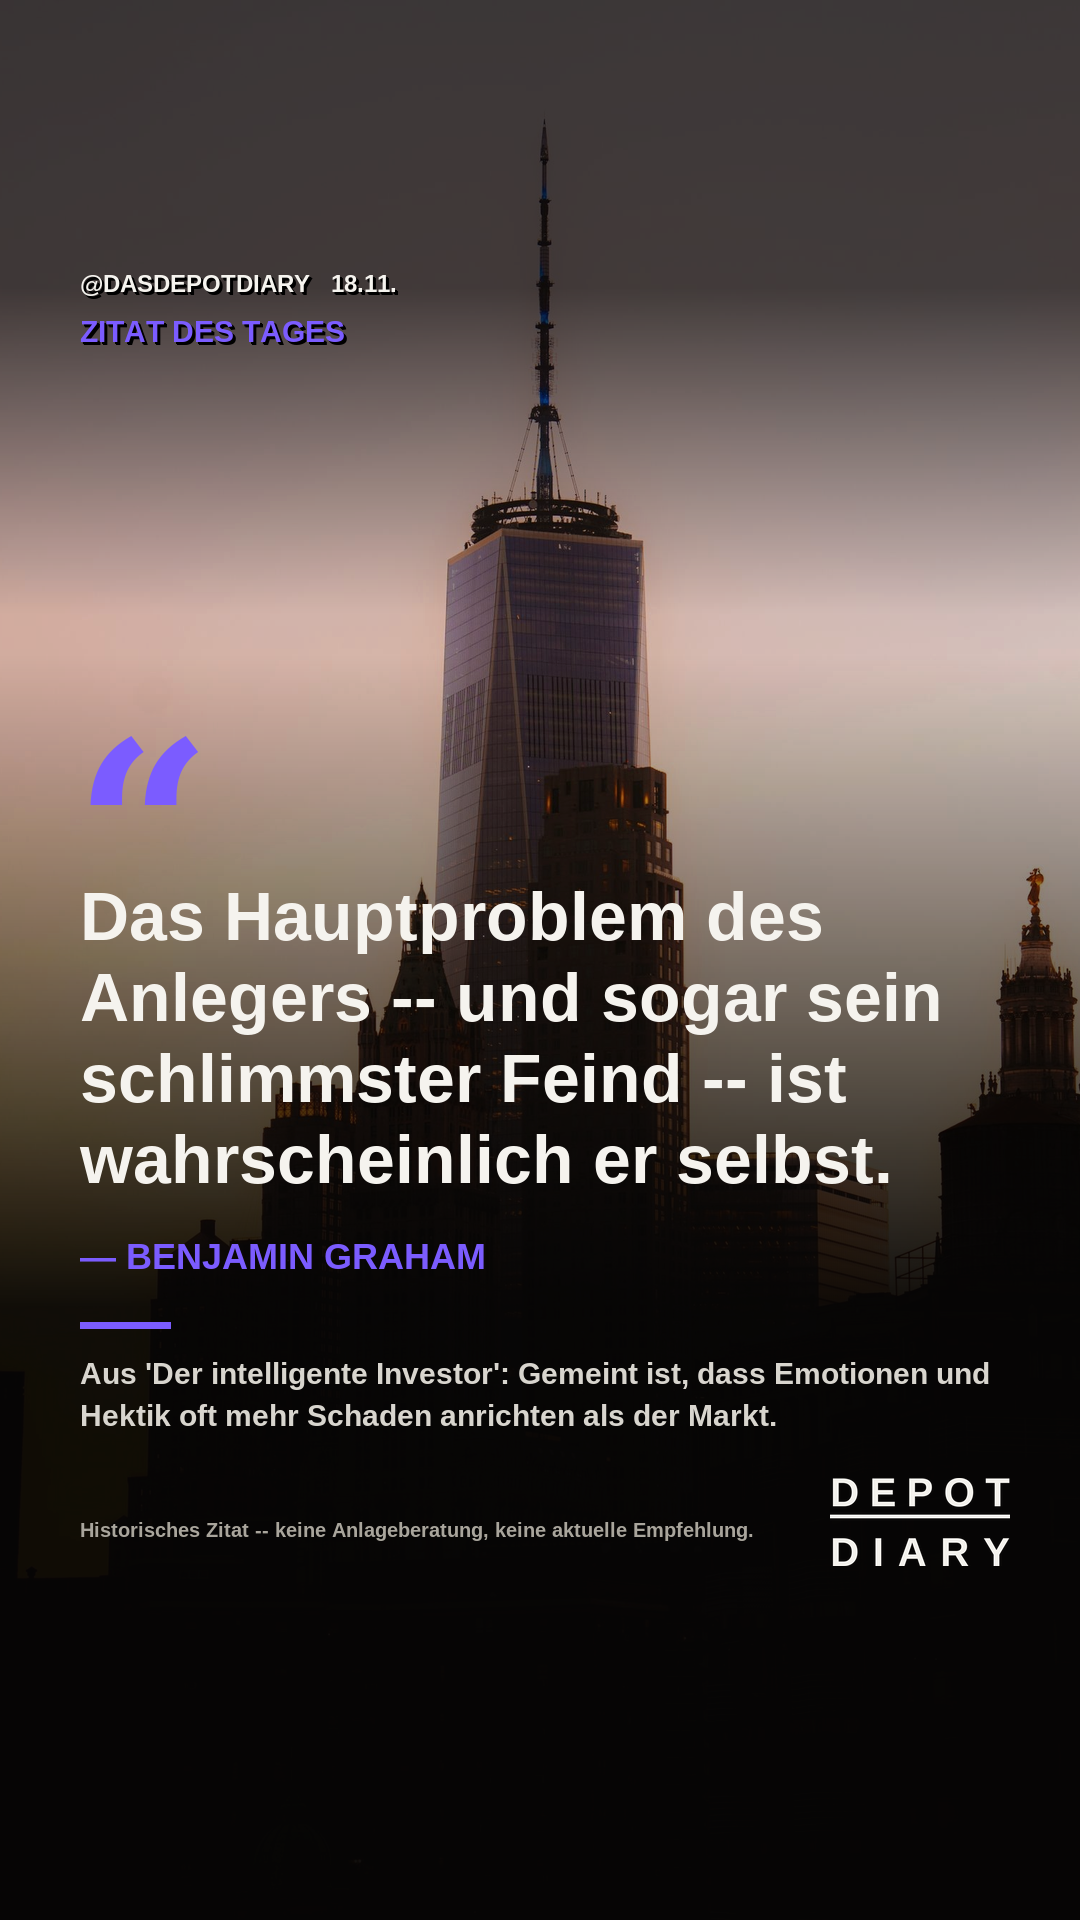 @DASDEPOTDIARY 18.11.
ZITAT DES TAGES
“
Das Hauptproblem des
Anlegers -- und sogar sein
schlimmster Feind -- ist
wahrscheinlich er selbst.
— BENJAMIN GRAHAM
Aus 'Der intelligente Investor': Gemeint ist, dass Emotionen und
Hektik oft mehr Schaden anrichten als der Markt.
Historisches Zitat -- keine Anlageberatung, keine aktuelle Empfehlung.
DEPOT
DIARY